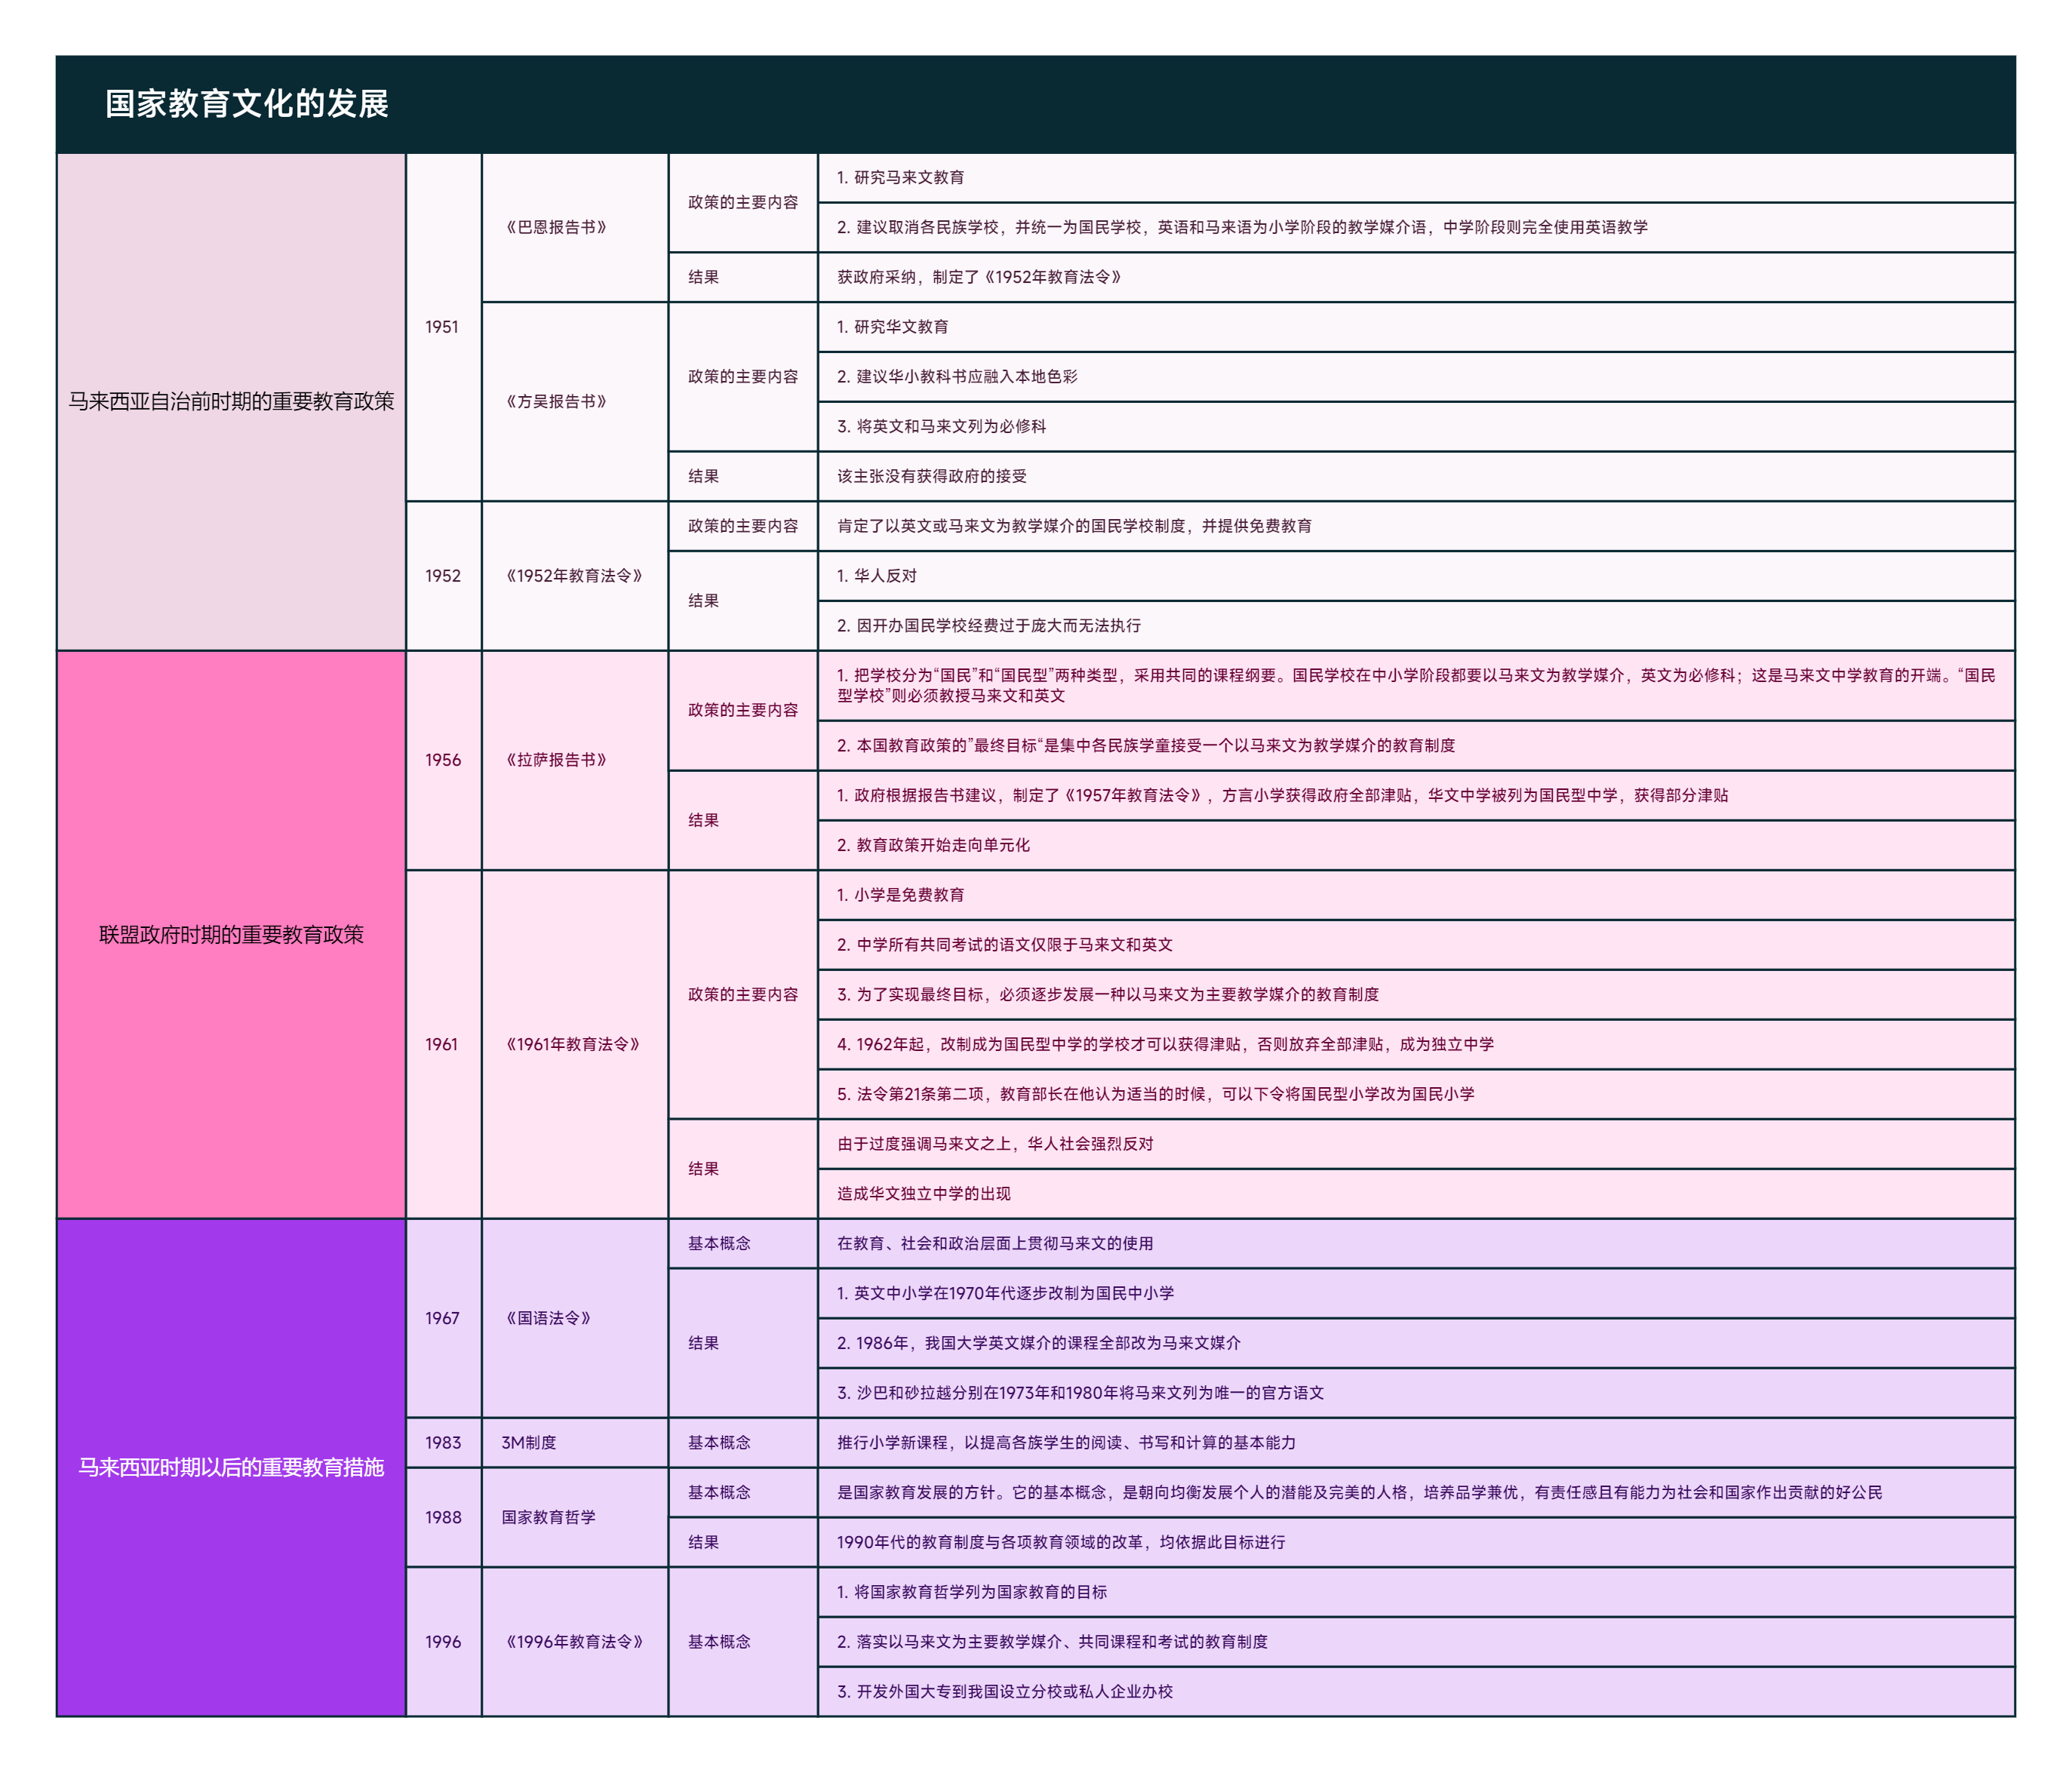 国家教育文化的发展
马来西亚自治前时期的重要教育政策
1951
《巴恩报告书》
政策的主要内容
1. 研究马来文教育
2. 建议取消各民族学校，并统一为国民学校，英语和马来语为小学阶段的教学媒介语，中学阶段则完全使用英语教学
结果
获政府采纳，制定了《1952年教育法令》
《方吴报告书》
政策的主要内容
1. 研究华文教育
2. 建议华小教科书应融入本地色彩
3. 将英文和马来文列为必修科
结果
该主张没有获得政府的接受
1952
《1952年教育法令》
政策的主要内容
肯定了以英文或马来文为教学媒介的国民学校制度，并提供免费教育
结果
1. 华人反对
2. 因开办国民学校经费过于庞大而无法执行
联盟政府时期的重要教育政策
1956
《拉萨报告书》
政策的主要内容
1. 把学校分为“国民”和“国民型”两种类型，采用共同的课程纲要。国民学校在中小学阶段都要以马来文为教学媒介，英文为必修科；这是马来文中学教育的开端。“国民
型学校”则必须教授马来文和英文
2. 本国教育政策的”最终目标“是集中各民族学童接受一个以马来文为教学媒介的教育制度
结果
1. 政府根据报告书建议，制定了《1957年教育法令》，方言小学获得政府全部津贴，华文中学被列为国民型中学，获得部分津贴
2. 教育政策开始走向单元化
1961
《1961年教育法令》
政策的主要内容
1. 小学是免费教育
2. 中学所有共同考试的语文仅限于马来文和英文
3. 为了实现最终目标，必须逐步发展一种以马来文为主要教学媒介的教育制度
4. 1962年起，改制成为国民型中学的学校才可以获得津贴，否则放弃全部津贴，成为独立中学
5. 法令第21条第二项，教育部长在他认为适当的时候，可以下令将国民型小学改为国民小学
结果
由于过度强调马来文之上，华人社会强烈反对
造成华文独立中学的出现
马来西亚时期以后的重要教育措施
1967
《国语法令》
基本概念
在教育、社会和政治层面上贯彻马来文的使用
结果
1. 英文中小学在1970年代逐步改制为国民中小学
2. 1986年，我国大学英文媒介的课程全部改为马来文媒介
3. 沙巴和砂拉越分别在1973年和1980年将马来文列为唯一的官方语文
1983
3M制度
基本概念
推行小学新课程，以提高各族学生的阅读、书写和计算的基本能力
1988
国家教育哲学
基本概念
是国家教育发展的方针。它的基本概念，是朝向均衡发展个人的潜能及完美的人格，培养品学兼优，有责任感且有能力为社会和国家作出贡献的好公民
结果
1990年代的教育制度与各项教育领域的改革，均依据此目标进行
1996
《1996年教育法令》
基本概念
1. 将国家教育哲学列为国家教育的目标
2. 落实以马来文为主要教学媒介、共同课程和考试的教育制度
3. 开发外国大专到我国设立分校或私人企业办校